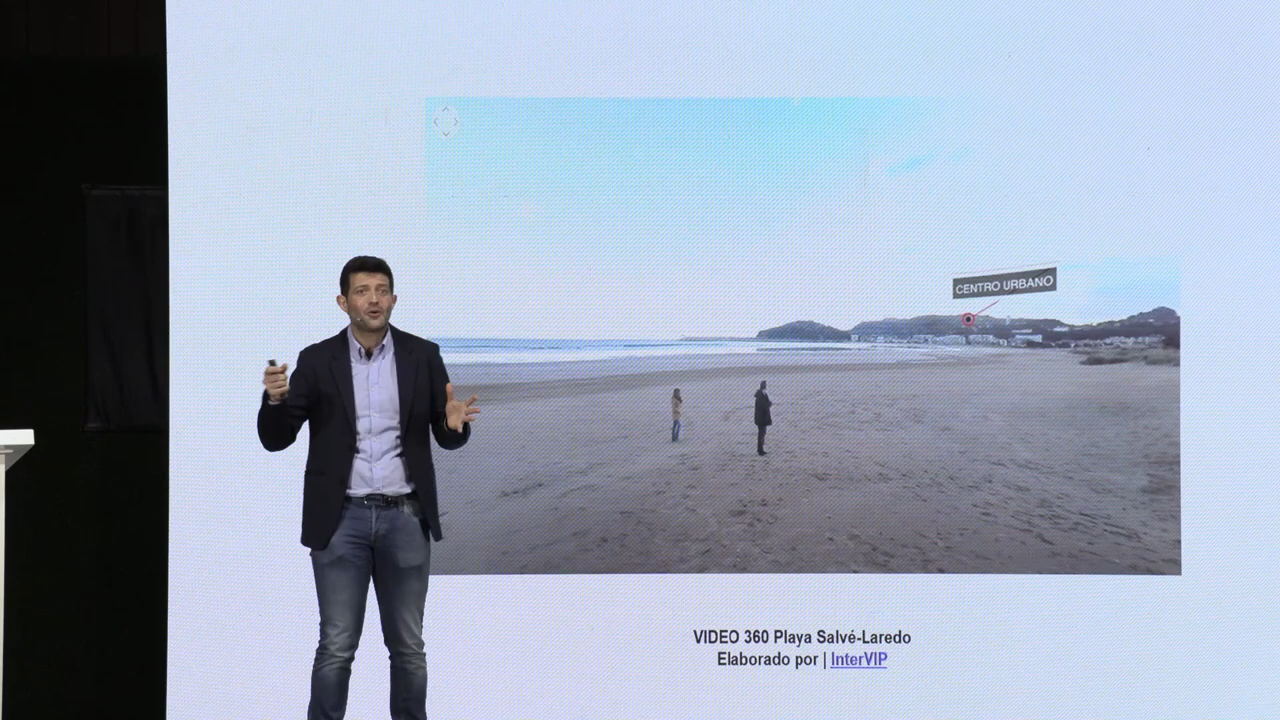 CENTRO URBANO
VIDEO 360 Playa Salvé-Laredo
Elaborado por | InterVIP